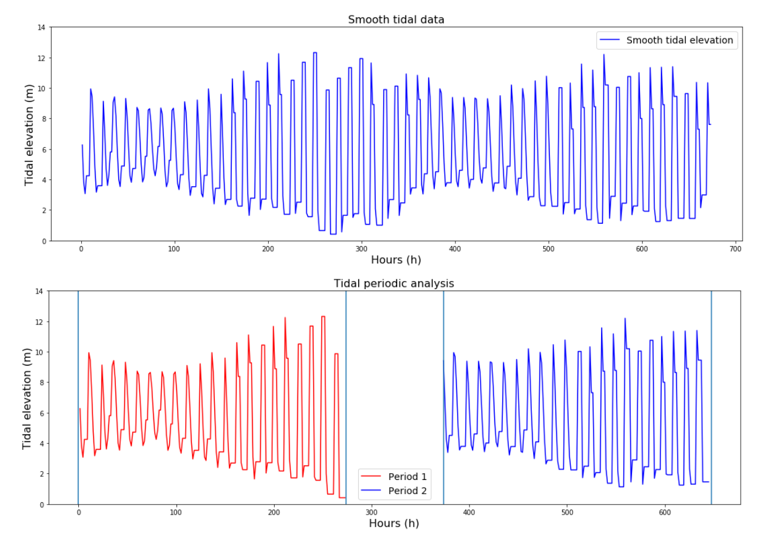 Smooth tidal data
14
12
10
8
6
4
2
0
Tidal elevation (m)
Smooth tidal elevation
0 100 200 300 400 500 600 700
Hours (h)
Tidal periodic analysis
14
12
10
8
6
4
2
0
Tidal elevation (m)
Period 1
Period 2
0 100 200 300 400 500 600
Hours (h)